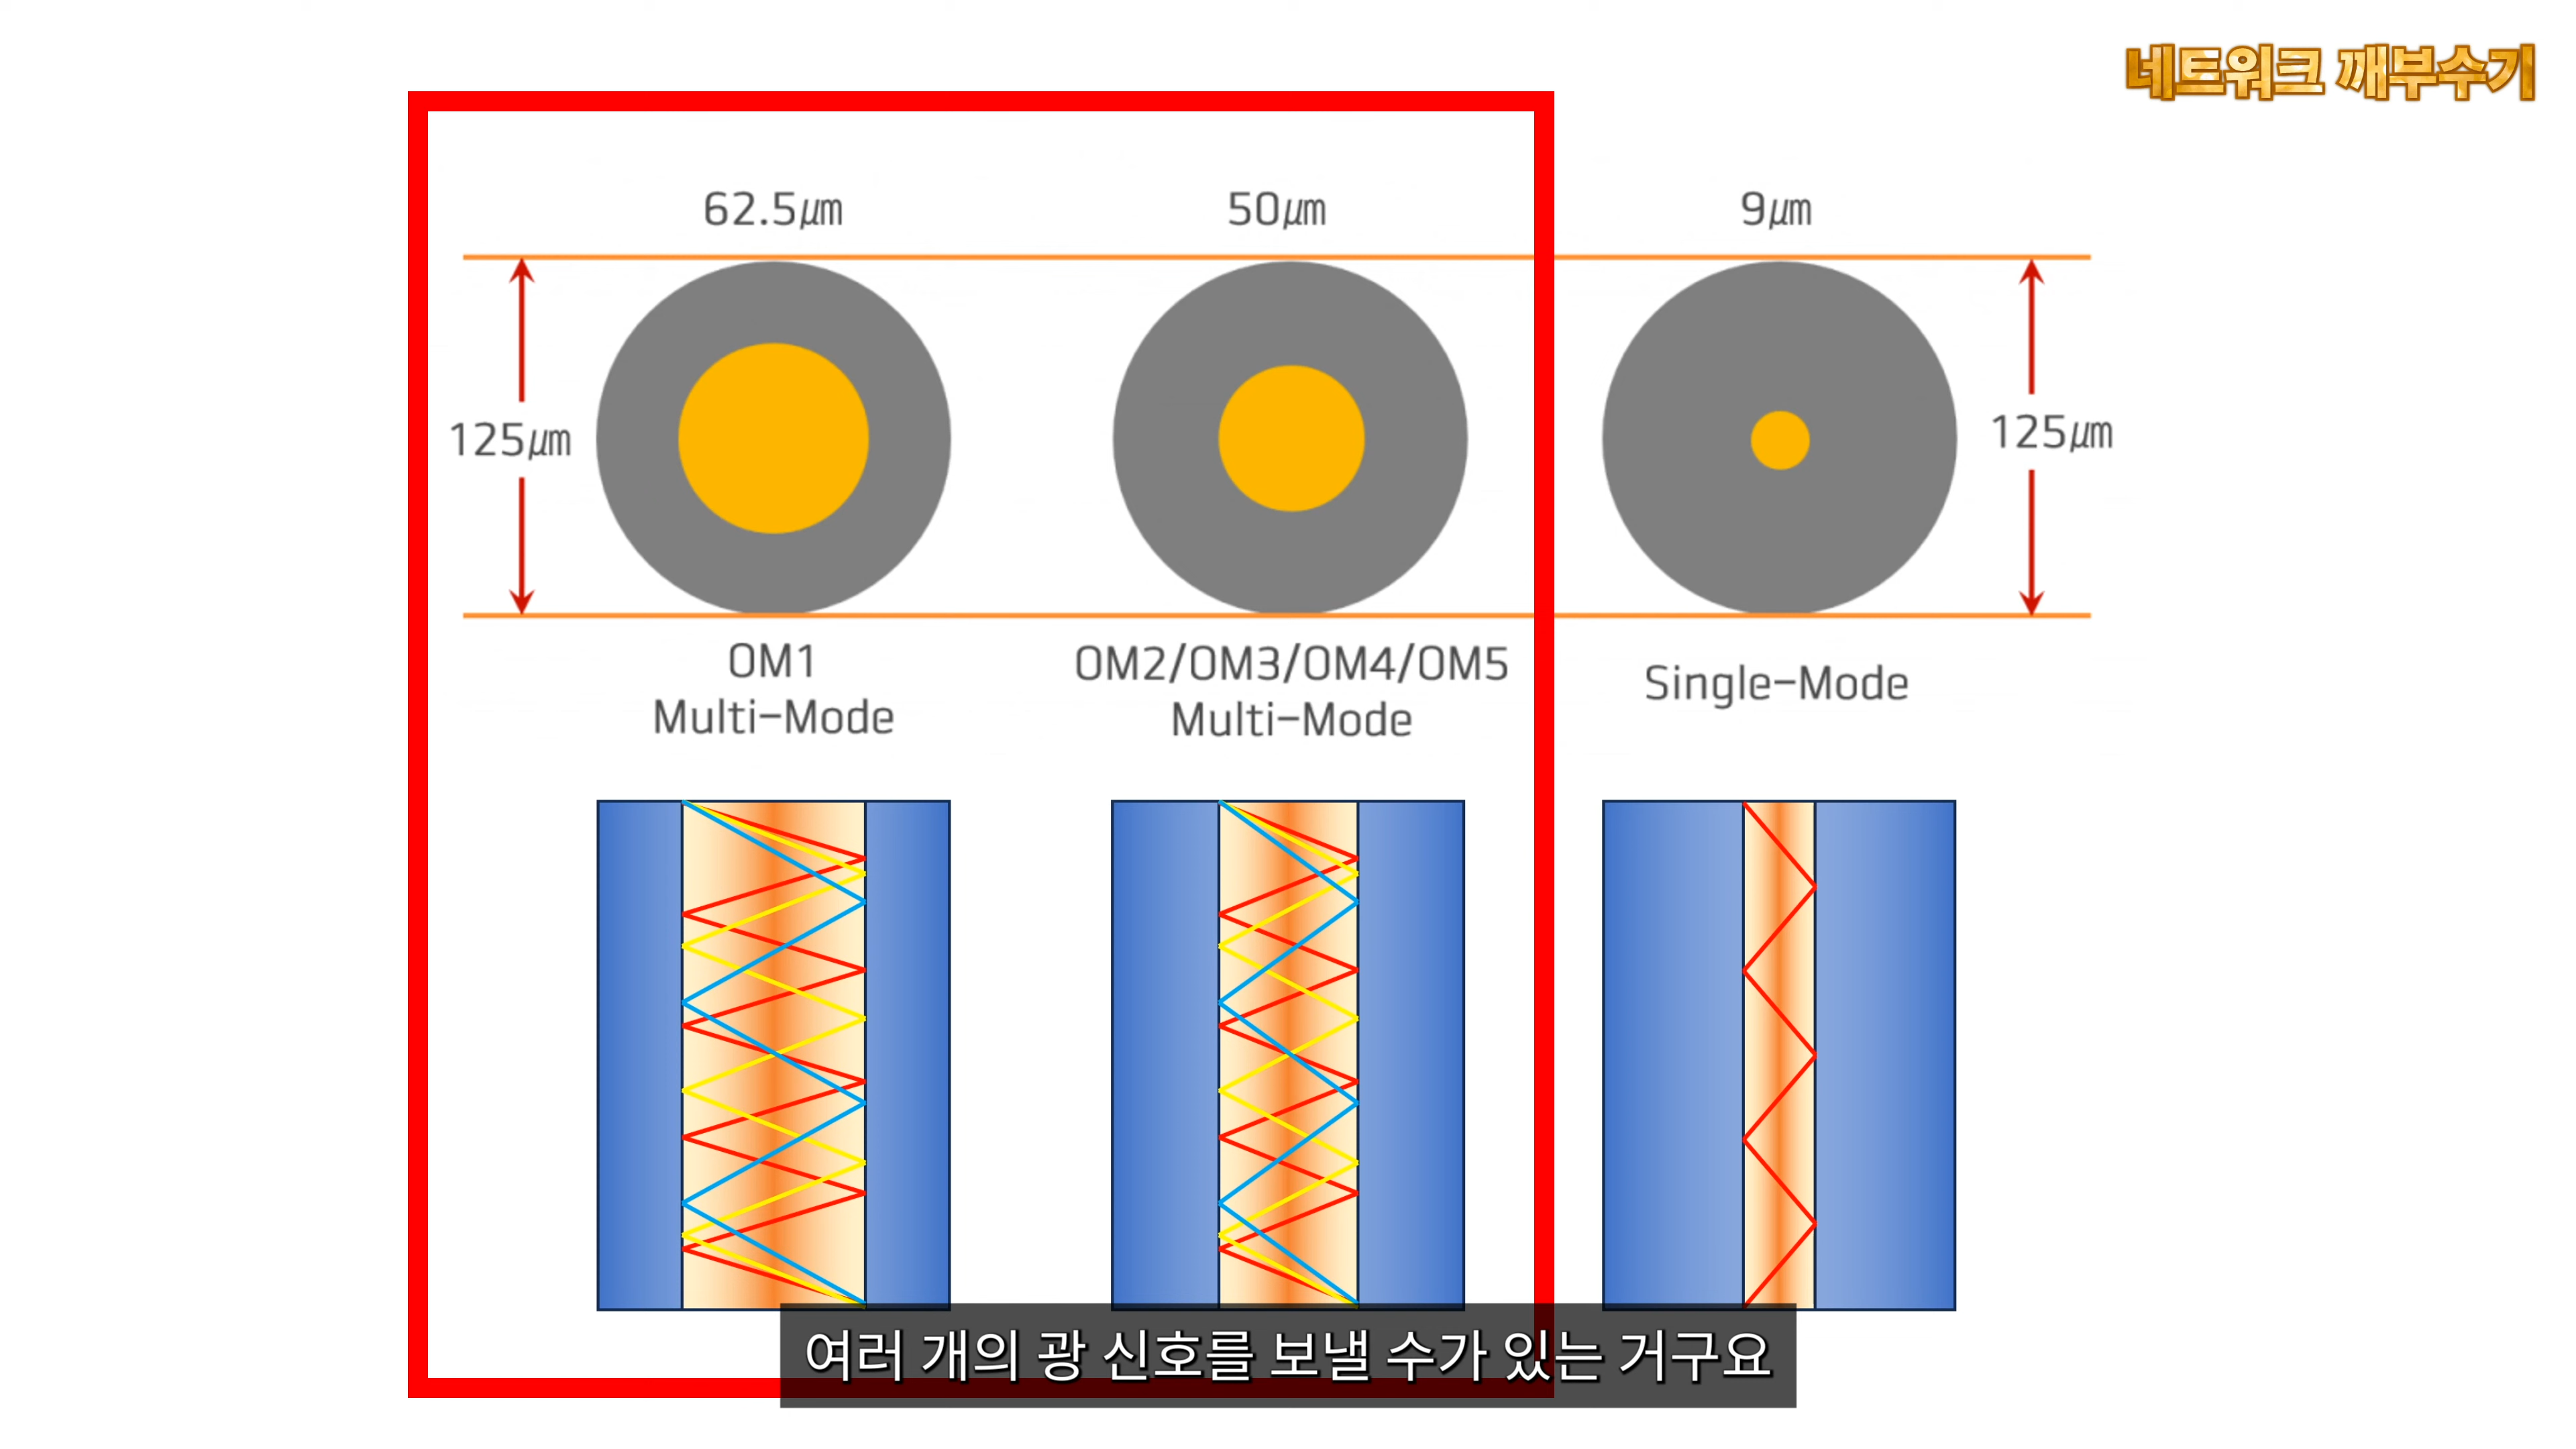 네트워크 깨부수기
62.5㎛
50㎛
9㎛
125㎛
125㎛
OM1
Multi-Mode
OM2/OM3/OM4/OM5
Multi-Mode
Single-Mode
여러 개의 광 신호를 보낼 수가 있는 거구요